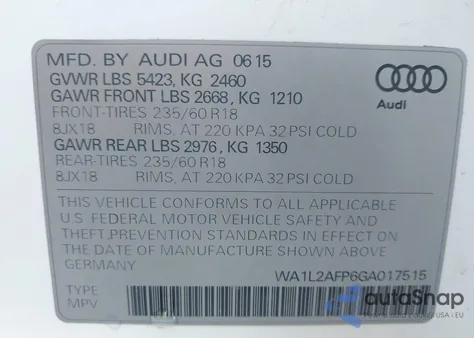 MFD. BY AUDI AG 06 15
GVWR LBS 5423, KG 2460
GAWR FRONT LBS 2668, KG 1210
FRONT-TIRES 235/60 R18
8JX18 RIMS, AT 220 KPA 32 PSI COLD
GAWR REAR LBS 2976, KG 1350
REAR-TIRES 235/60 R18
8JX18 RIMS, AT 220 KPA 32 PSI COLD
Audi
THIS VEHICLE CONFORMS TO ALL APPLICABLE
U.S. FEDERAL MOTOR VEHICLE SAFETY AND
THEFT PREVENTION STANDARDS IN EFFECT ON
THE DATE OF MANUFACTURE SHOWN ABOVE
GERMANY
WA1L2AFP6GA017515
TYPE
MPV
autoSnap